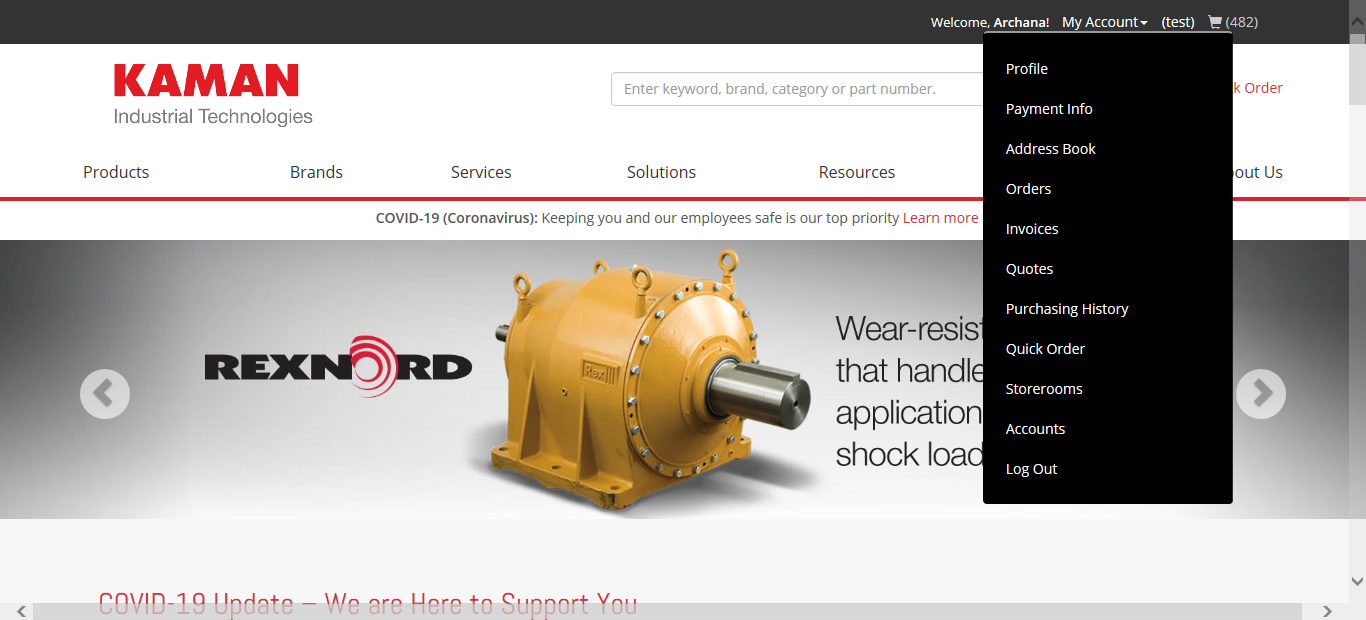 Welcome, Archana! My Account (test) (482)
KAMAN
Industrial Technologies
Enter keyword, brand, category or part number.
Order
Products Brands Services Solutions Resources Us
COVID-19 (Coronavirus): Keeping you and our employees safe is our top priority Learn more
Profile
Payment Info
Address Book
Orders
Invoices
Quotes
Purchasing History
Quick Order
Storerooms
Accounts
Log Out
REXNORD
Rex
Wear-resist
that handle
application
shock load
COVID-19 Update – We are Here to Support You